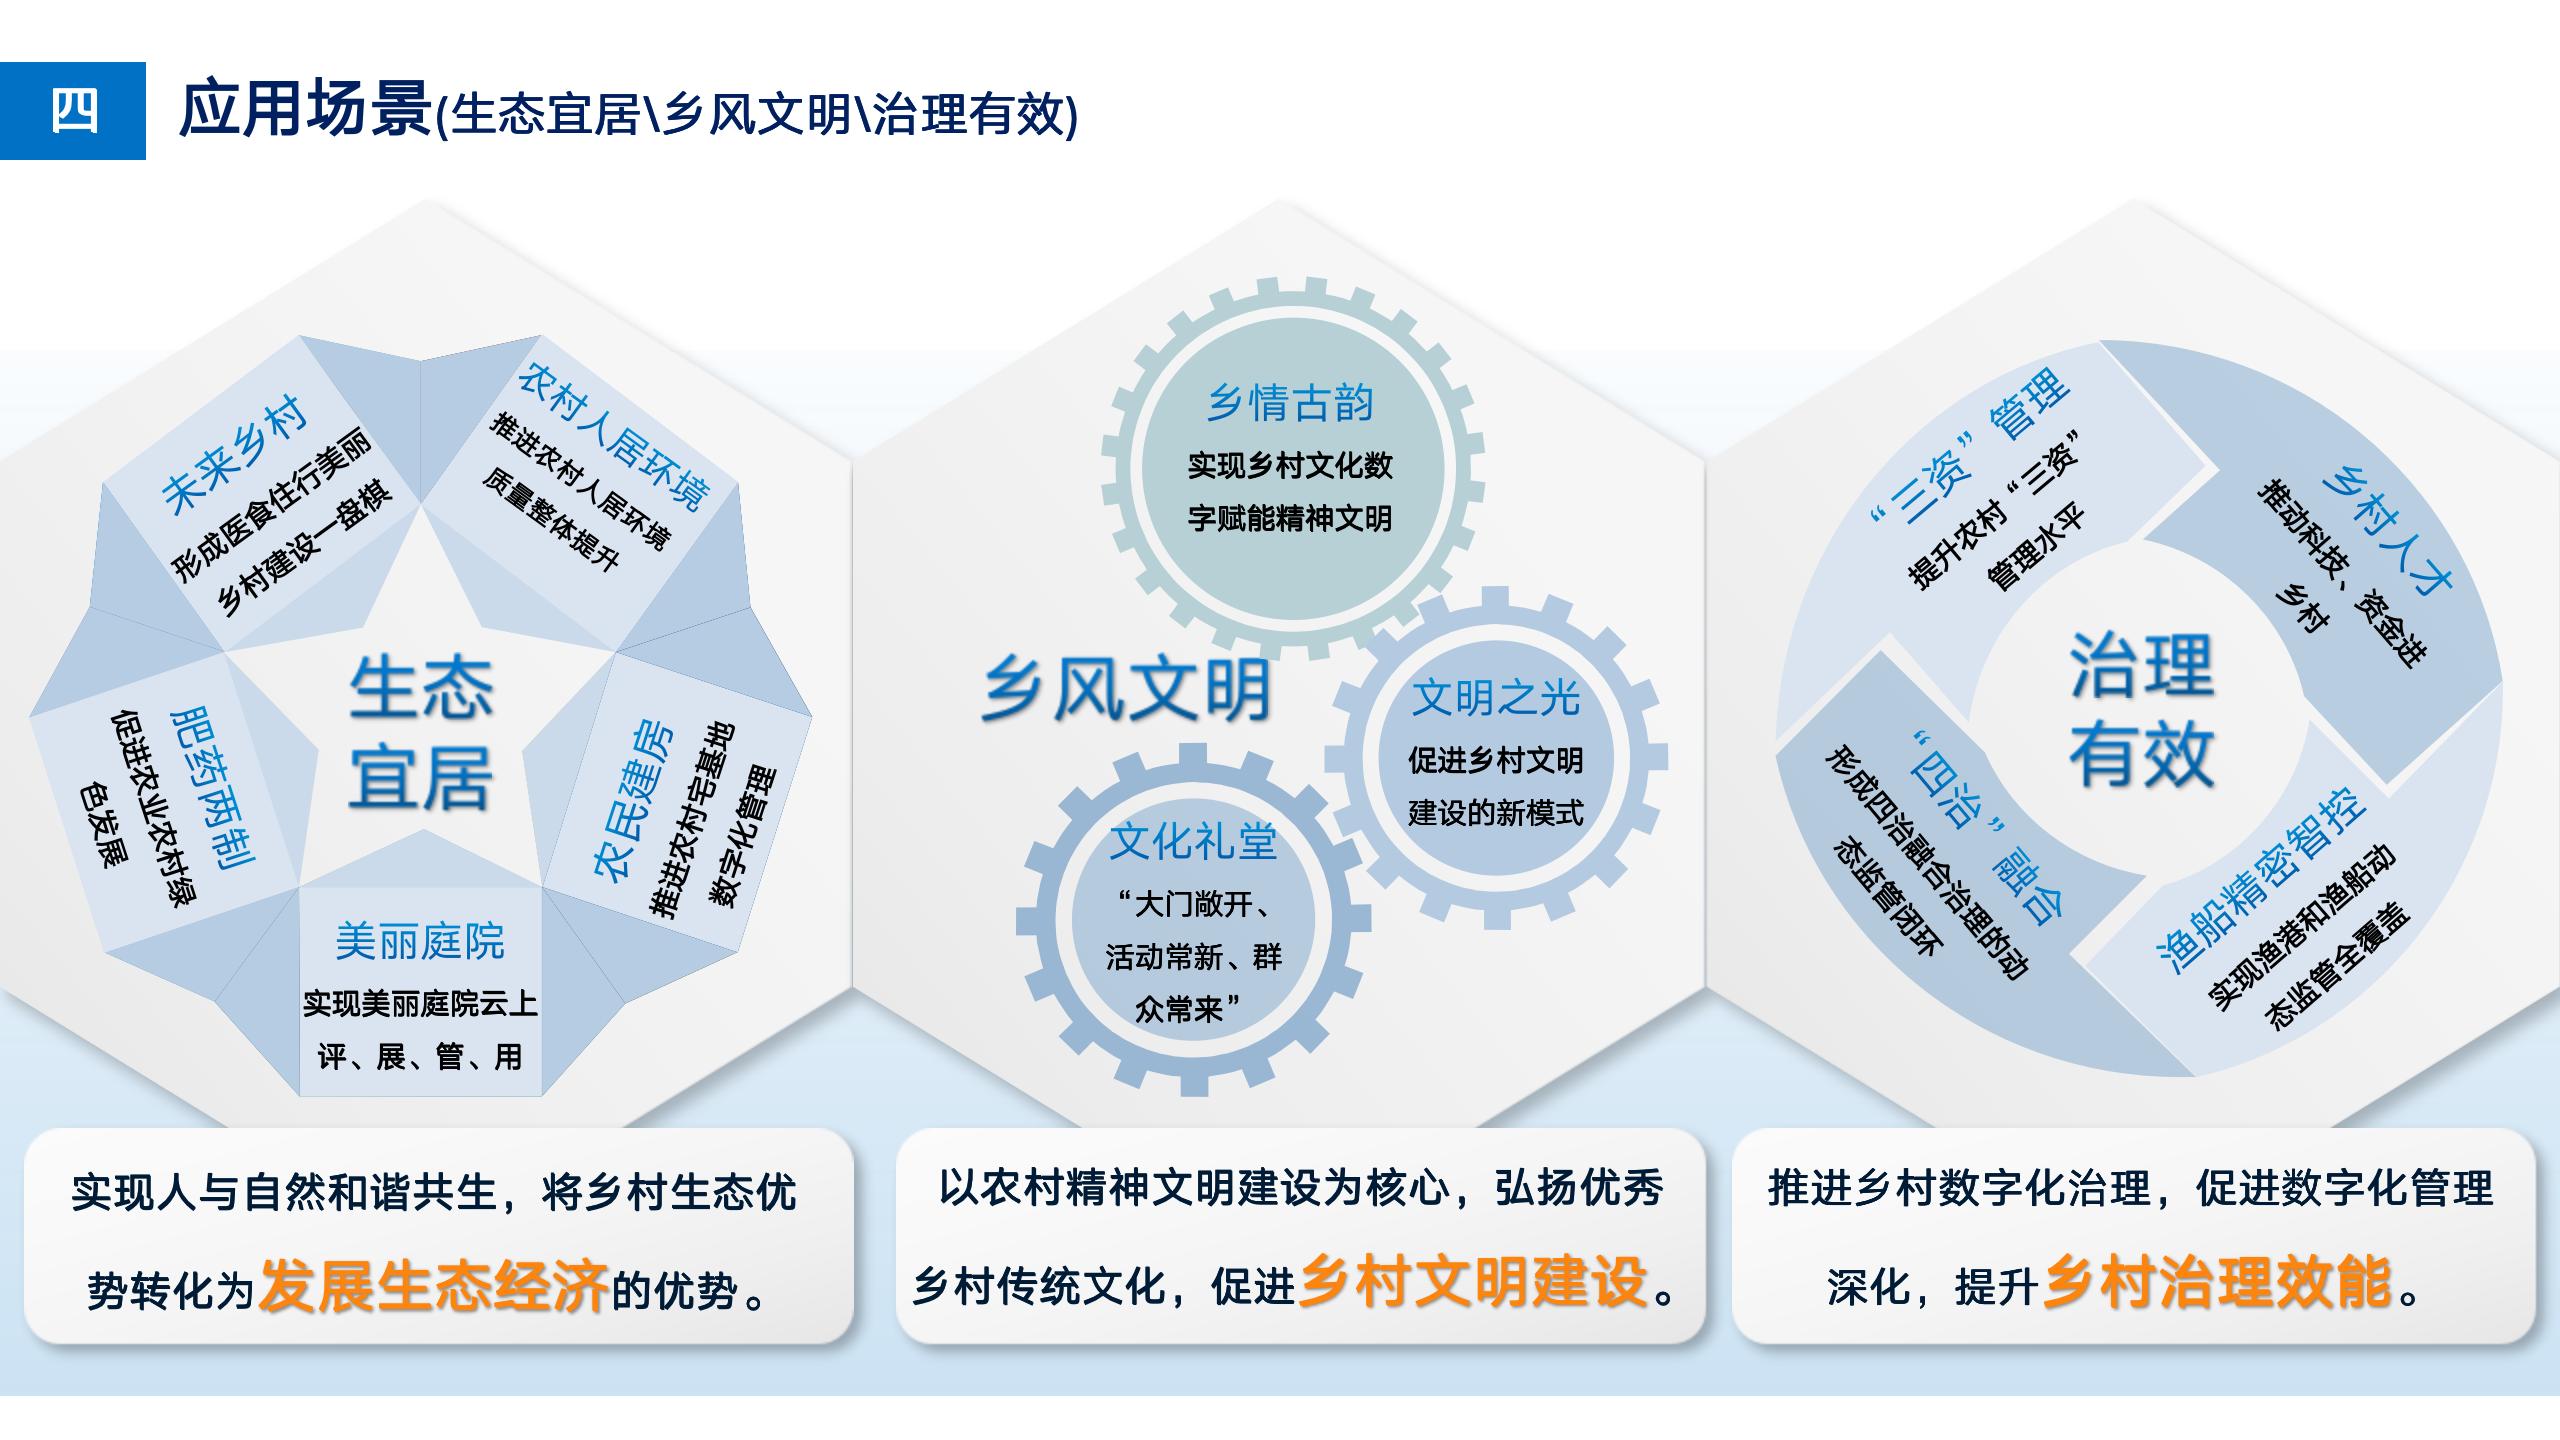 四
应用场景(生态宜居\乡风文明\治理有效)
生态
宜居
未来乡村
形成医食住行美丽
乡村建设一盘棋
农村人居环境
推进农村人居环境
质量整体提升
肥药两制
促进农业农村绿
色发展
农民建房
推进农村宅基地
数字化管理
美丽庭院
实现美丽庭院云上
评、展、管、用
乡风文明
乡情古韵
实现乡村文化数
字赋能精神文明
文明之光
促进乡村文明
建设的新模式
文化礼堂
“大门敞开、
活动常新、群
众常来”
治理
有效
“三资”管理
提升农村“三资”
管理水平
乡村人才
推动科技、资金进
乡村
“四治”融合
形成四治融合治理的动
态监管闭环
渔船精密智控
实现渔港和渔船动
态监管全覆盖
实现人与自然和谐共生，将乡村生态优
势转化为发展生态经济的优势。
以农村精神文明建设为核心，弘扬优秀
乡村传统文化，促进乡村文明建设。
推进乡村数字化治理，促进数字化管理
深化，提升乡村治理效能。